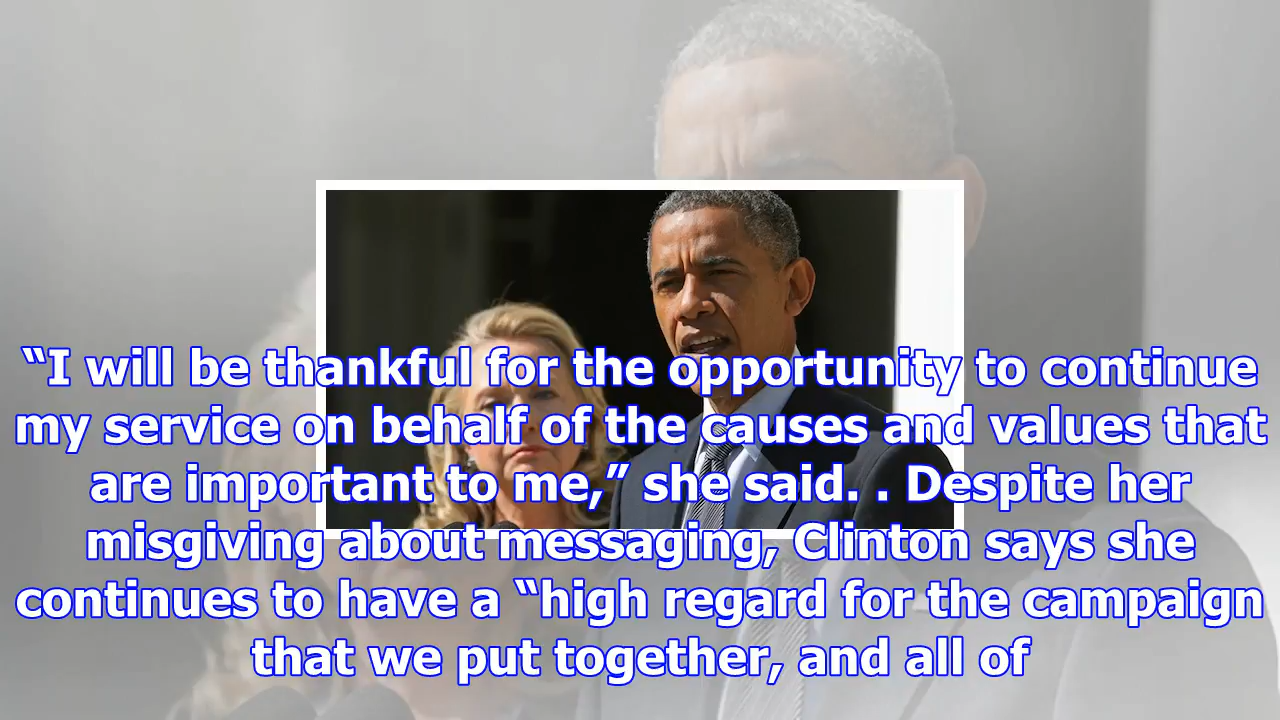 “I will be thankful for the opportunity to continue
my service on behalf of the causes and values that
are important to me,” she said. . Despite her
misgiving about messaging, Clinton says she
continues to have a “high regard for the campaign
that we put together, and all of